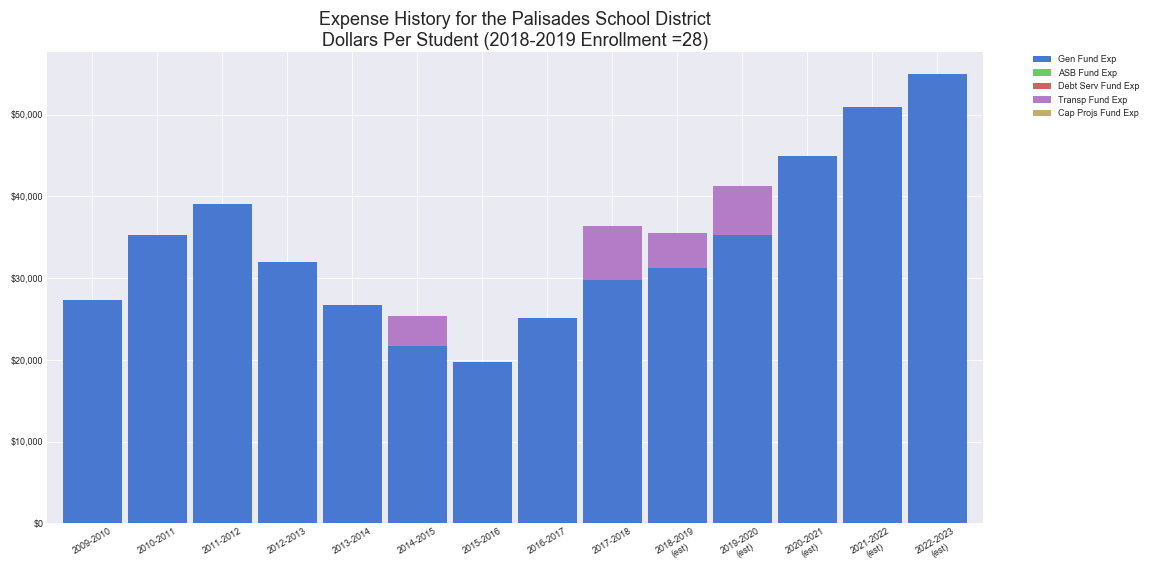 Expense History for the Palisades School District
Dollars Per Student (2018-2019 Enrollment =28)
Gen Fund Exp
ASB Fund Exp
Debt Serv Fund Exp
Transp Fund Exp
Cap Projs Fund Exp
$50,000
$40,000
$30,000
$20,000
$10,000
$0
2009-2010
2010-2011
2011-2012
2012-2013
2013-2014
2014-2015
2015-2016
2016-2017
2017-2018
2018-2019
(est)
2019-2020
(est)
2020-2021
(est)
2021-2022
(est)
2022-2023
(est)